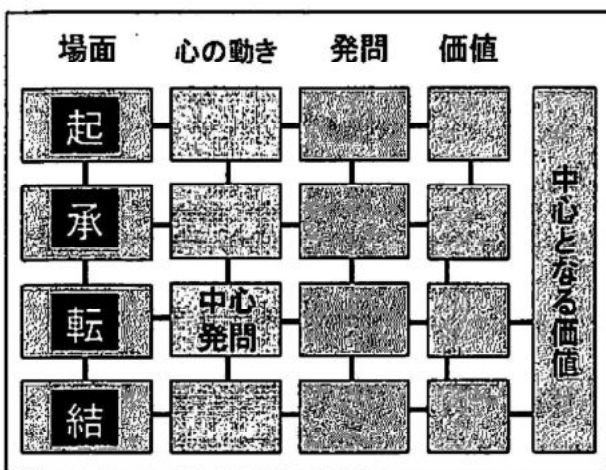 場面 心の動き 発問 価値
起
承
転
中心
発問
結
中心となる価値